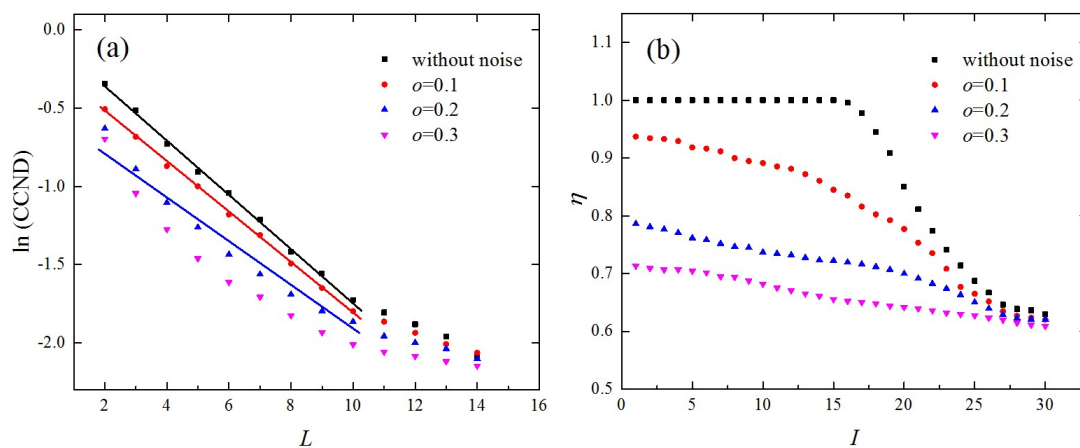 (a)
without noise
o=0.1
o=0.2
o=0.3
0.0
-0.5
-1.0
-1.5
-2.0
ln (CCND)
2 4 6 8 10 12 14 16
L
(b)
without noise
o=0.1
o=0.2
o=0.3
1.1
1.0
0.9
0.8
0.7
0.6
0.5
η
0 5 10 15 20 25 30
I